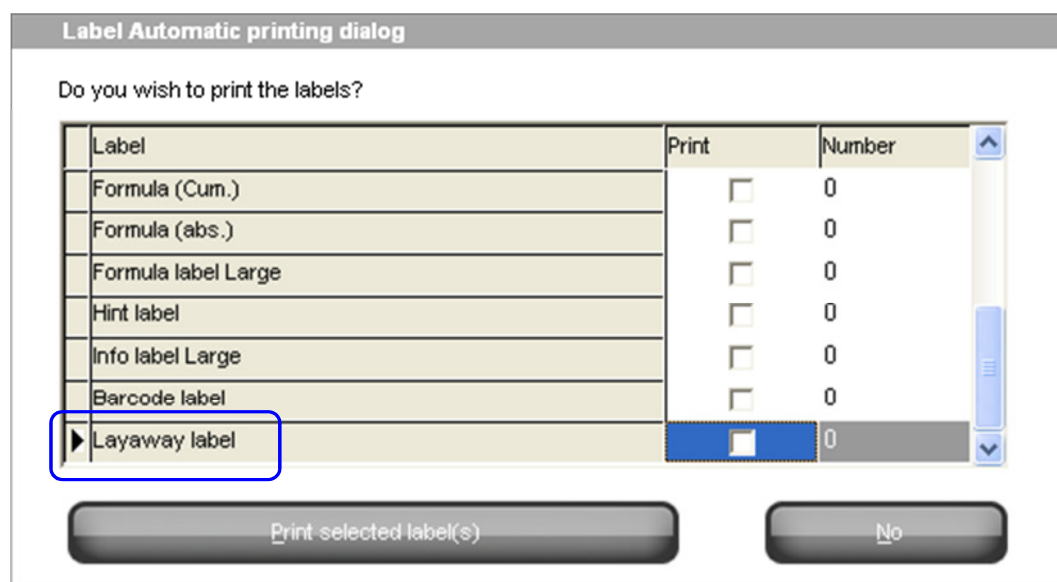 Label Automatic printing dialog
Do you wish to print the labels?
Label Print Number
Formula (Cum.) 0
Formula (abs.) 0
Formula label Large 0
Hint label 0
Info label Large 0
Barcode label 0
Layaway label 0
Print selected label(s) No